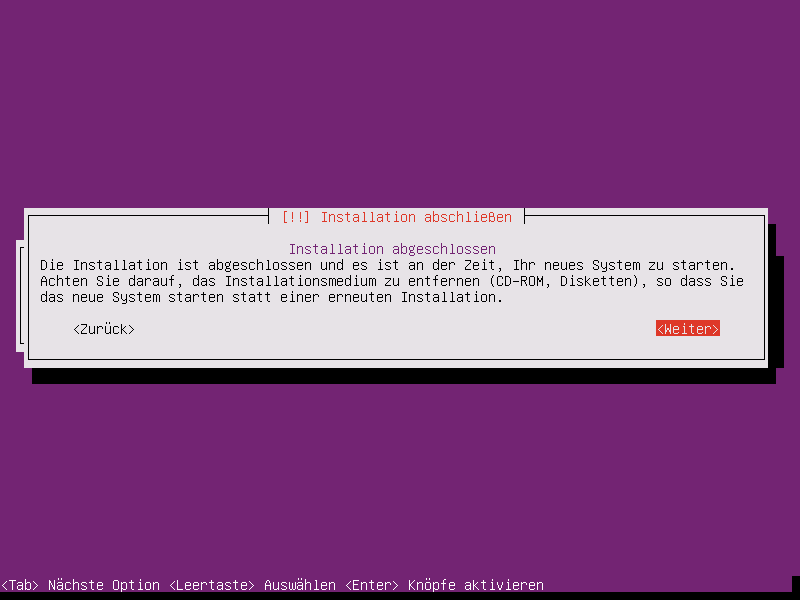 [!!] Installation abschließen
Installation abgeschlossen
Die Installation ist abgeschlossen und es ist an der Zeit, Ihr neues System zu starten.
Achten Sie darauf, das Installationsmedium zu entfernen (CD-ROM, Disketten), so dass Sie
das neue System starten statt einer erneuten Installation.
<Zurück> <Weiter>
<Tab> Nächste Option <Leertaste> Auswählen <Enter> Knöpfe aktivieren